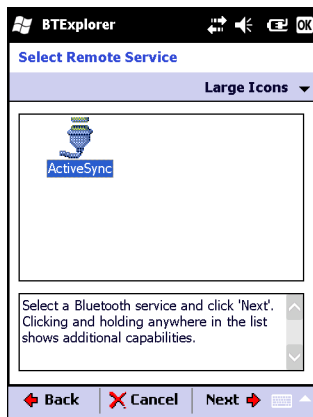 BTExplorer OK
Select Remote Service
Large Icons
ActiveSync
Select a Bluetooth service and click 'Next'.
Clicking and holding anywhere in the list
shows additional capabilities.
Back Cancel Next